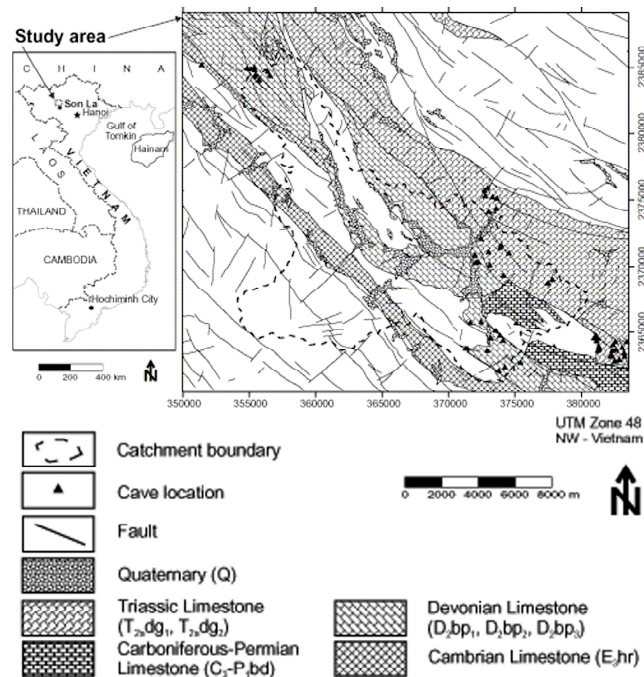 Study area
C H I N A
Son La
Hanoi
Gulf of
Tomkin
Hainam
LAOS
VIETNAM
THAILAND
CAMBODIA
Hochiminh City
0 200 400 km
N
2385000
2380000
2375000
2370000
2365000
350000 355000 360000 365000 370000 375000 380000
UTM Zone 48
NW - Vietnam
0 2000 4000 6000 8000 m
N
Catchment boundary
Cave location
Fault
Quaternary (Q)
Triassic Limestone
(T₂ₐdg₁, T₂ₐdg₂)
Carboniferous-Permian
Limestone (C₃-P₁bd)
Devonian Limestone
(D₂bp₁, D₂bp₂, D₂bp₃)
Cambrian Limestone (E₃hr)